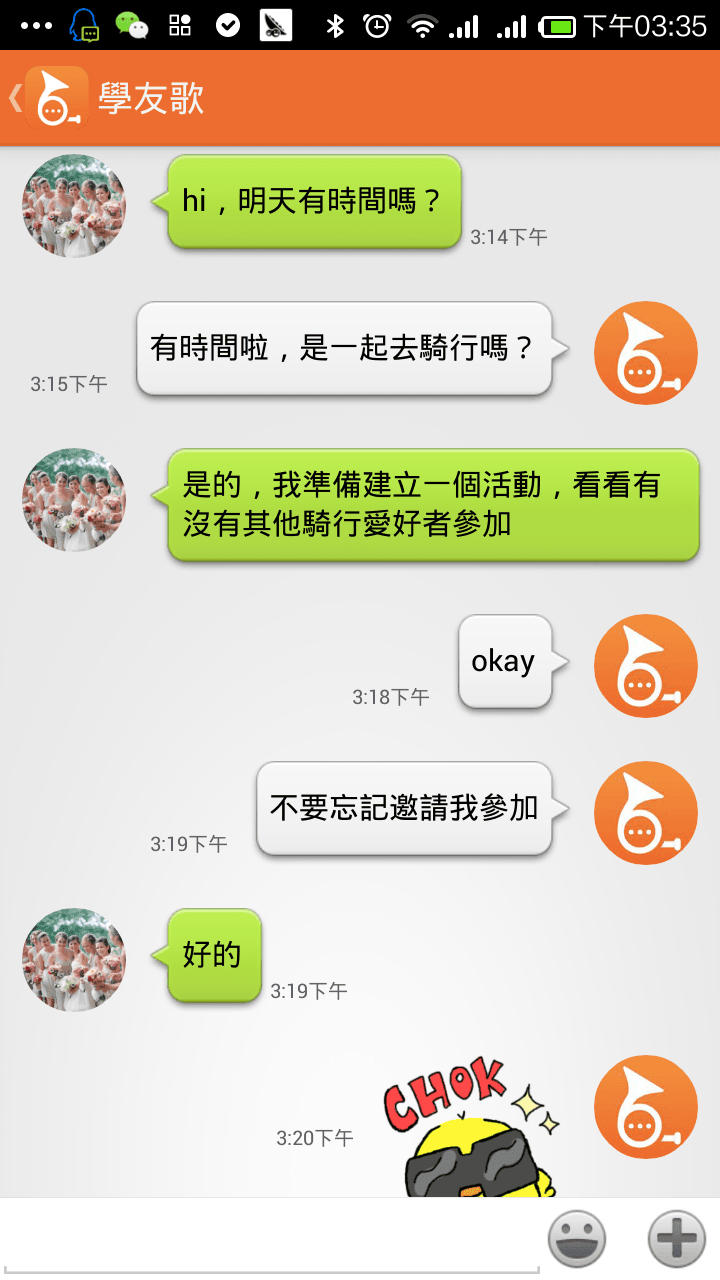 下午03:35
學友歌
hi，明天有時間嗎？
3:14下午
有時間啦，是一起去騎行嗎？
3:15下午
是的，我準備建立一個活動，看看有
沒有其他騎行愛好者參加
okay
3:18下午
不要忘記邀請我參加
3:19下午
好的
3:19下午
CHOK
3:20下午